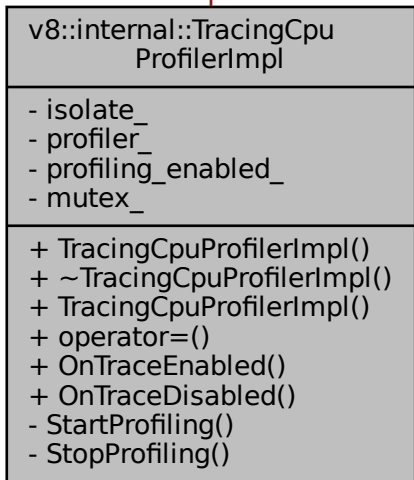 v8::internal::TracingCpu
ProfilerImpl
- isolate_
- profiler_
- profiling_enabled_
- mutex_
+ TracingCpuProfilerImpl()
+ ~TracingCpuProfilerImpl()
+ TracingCpuProfilerImpl()
+ operator=()
+ OnTraceEnabled()
+ OnTraceDisabled()
- StartProfiling()
- StopProfiling()